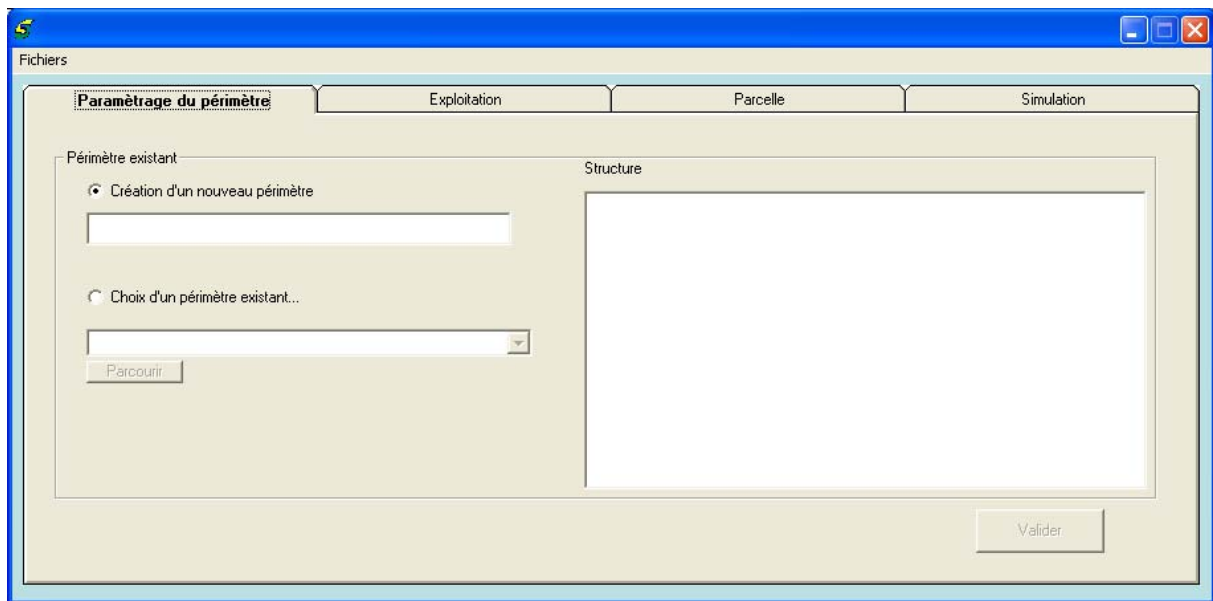 Fichiers
Paramètrage du périmètre
Exploitation
Parcelle
Simulation
Périmètre existant
Structure
Création d'un nouveau périmètre
Choix d'un périmètre existant...
Parcourir
Valider